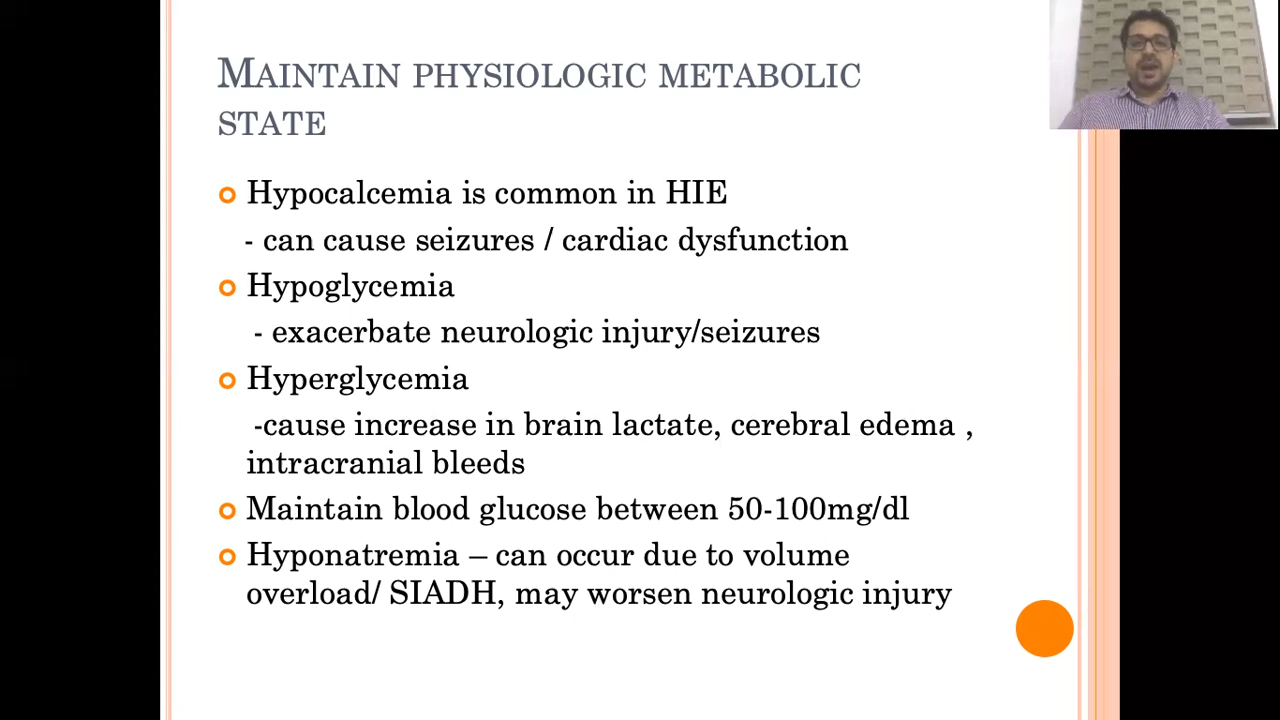 MAINTAIN PHYSIOLOGIC METABOLIC
STATE
Hypocalcemia is common in HIE
- can cause seizures / cardiac dysfunction
Hypoglycemia
- exacerbate neurologic injury/seizures
Hyperglycemia
-cause increase in brain lactate, cerebral edema ,
intracranial bleeds
Maintain blood glucose between 50-100mg/dl
Hyponatremia – can occur due to volume
overload/ SIADH, may worsen neurologic injury